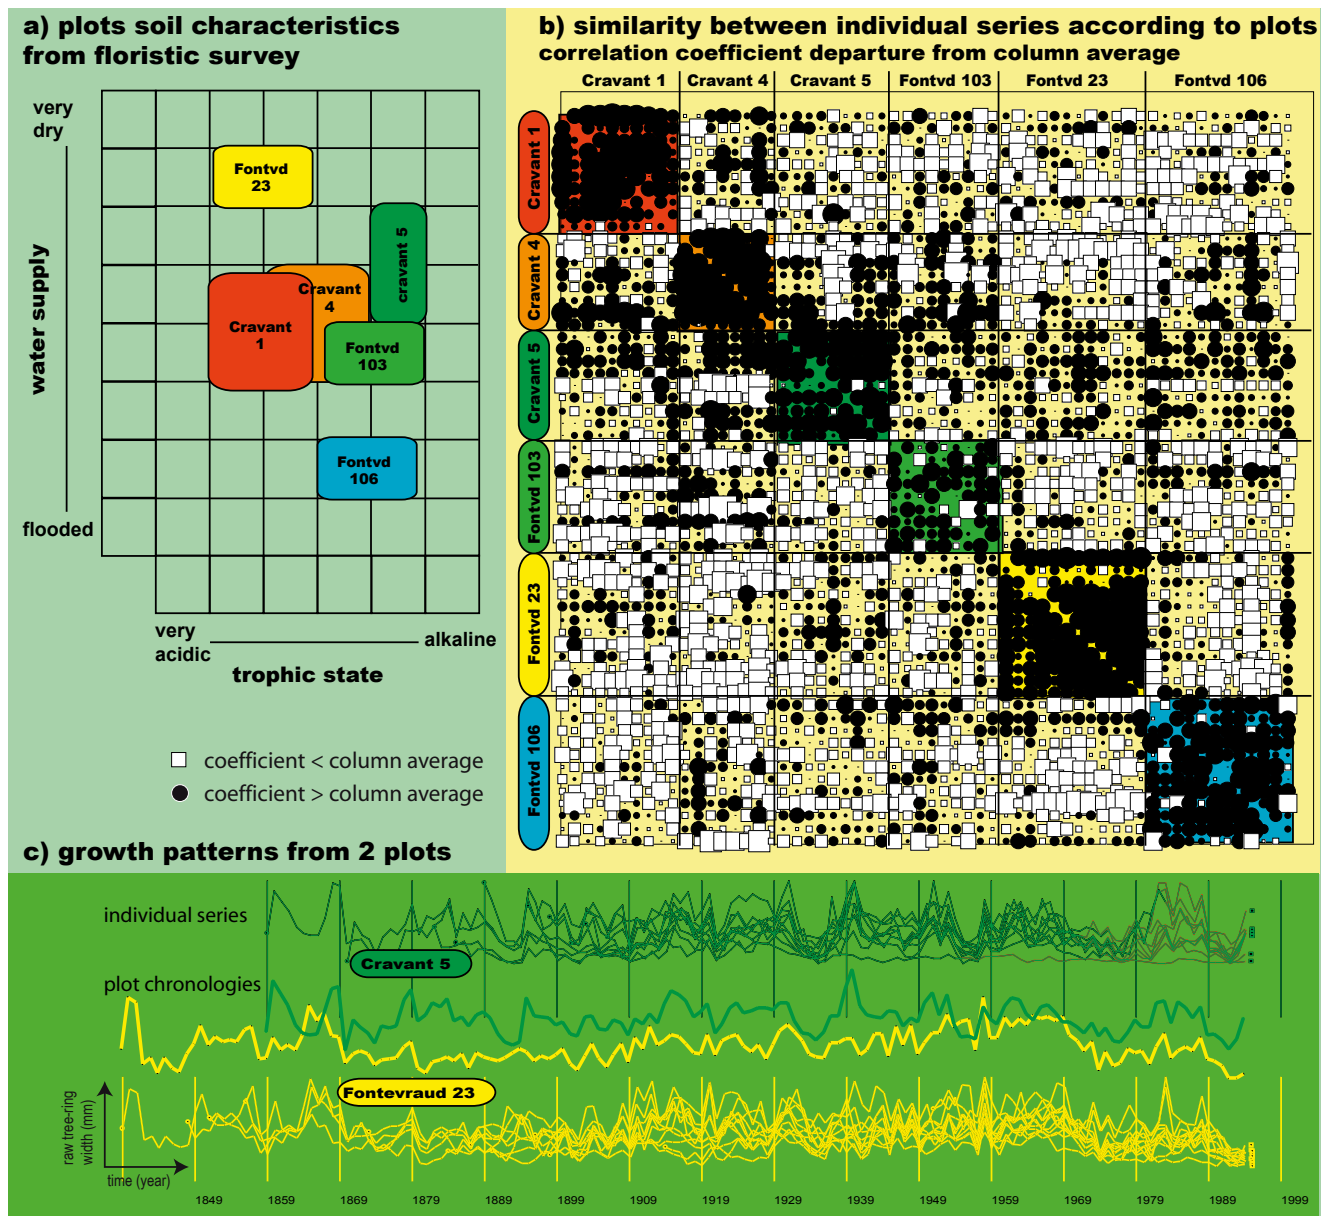 a) plots soil characteristics
from floristic survey
very
dry
water supply
flooded
Fontvd
23
cravant 5
Cravant
4
Cravant
1
Fontvd
103
Fontvd
106
very
acidic
alkaline
trophic state
coefficient < column average
coefficient > column average
b) similarity between individual series according to plots
correlation coefficient departure from column average
Cravant 1 Cravant 4 Cravant 5 Fontvd 103 Fontvd 23 Fontvd 106
Cravant 1
Cravant 4
Cravant 5
Fontvd 103
Fontvd 23
Fontvd 106
c) growth patterns from 2 plots
individual series
Cravant 5
plot chronologies
Fontevraud 23
raw tree-ring
width (mm)
time (year)
1849 1859 1869 1879 1889 1899 1909 1919 1929 1939 1949 1959 1969 1979 1989 1999